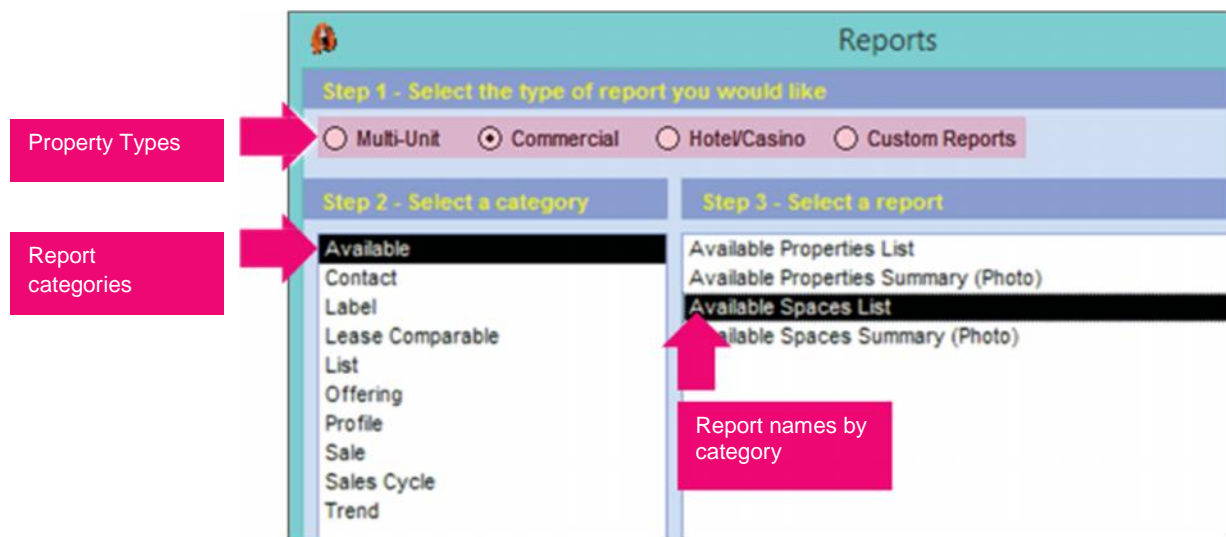 Reports
Step 1 - Select the type of report you would like
Property Types
Multi-Unit Commercial Hotel/Casino Custom Reports
Step 2 - Select a category
Step 3 - Select a report
Report
categories
Available
Contact
Label
Lease Comparable
List
Offering
Profile
Sale
Sales Cycle
Trend
Available Properties List
Available Properties Summary (Photo)
Available Spaces List
ailable Spaces Summary (Photo)
Report names by
category